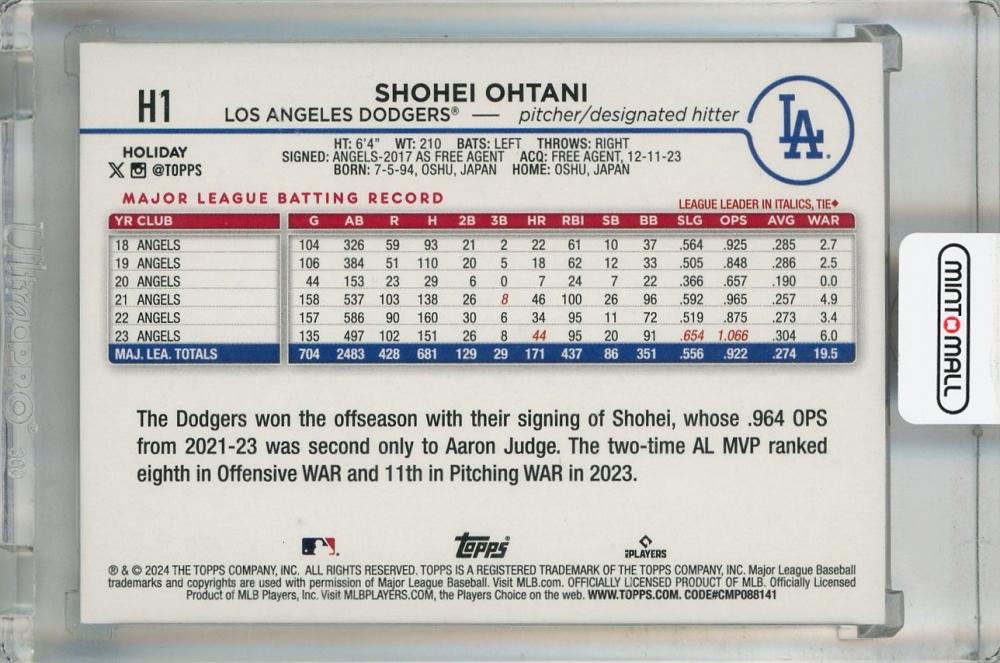 H1
SHOHEI OHTANI
LOS ANGELES DODGERS® — pitcher/designated hitter
LA
HOLIDAY
X @TOPPS
HT: 6'4" WT: 210 BATS: LEFT THROWS: RIGHT
SIGNED: ANGELS-2017 AS FREE AGENT ACQ: FREE AGENT, 12-11-23
BORN: 7-5-94, OSHU, JAPAN HOME: OSHU, JAPAN
MAJOR LEAGUE BATTING RECORD
LEAGUE LEADER IN ITALICS, TIE♦
YR CLUB G AB R H 2B 3B HR RBI SB BB SLG OPS AVG WAR
18 ANGELS 104 326 59 93 21 2 22 61 10 37 .564 .925 .285 2.7
19 ANGELS 106 384 51 110 20 5 18 62 12 33 .505 .848 .286 2.5
20 ANGELS 44 153 23 29 6 0 7 24 7 22 .366 .657 .190 0.0
21 ANGELS 158 537 103 138 26 8 46 100 26 96 .592 .965 .257 4.9
22 ANGELS 157 586 90 160 30 6 34 95 11 72 .519 .875 .273 3.4
23 ANGELS 135 497 102 151 26 8 44 95 20 91 .654 1.066 .304 6.0
MAJ. LEA. TOTALS 704 2483 428 681 129 29 171 437 86 351 .556 .922 .274 19.5
The Dodgers won the offseason with their signing of Shohei, whose .964 OPS
from 2021-23 was second only to Aaron Judge. The two-time AL MVP ranked
eighth in Offensive WAR and 11th in Pitching WAR in 2023.
Topps
PLAYERS
® & © 2024 THE TOPPS COMPANY, INC. ALL RIGHTS RESERVED. TOPPS IS A REGISTERED TRADEMARK OF THE TOPPS COMPANY, INC. Major League Baseball
trademarks and copyrights are used with permission of Major League Baseball. Visit MLB.com. OFFICIALLY LICENSED PRODUCT OF MLB. Officially Licensed
Product of MLB Players, Inc. Visit MLBPLAYERS.COM, the Players Choice on the web. WWW.TOPPS.COM. CODE#CMP088141
MINTOMALL
Ultra PRO